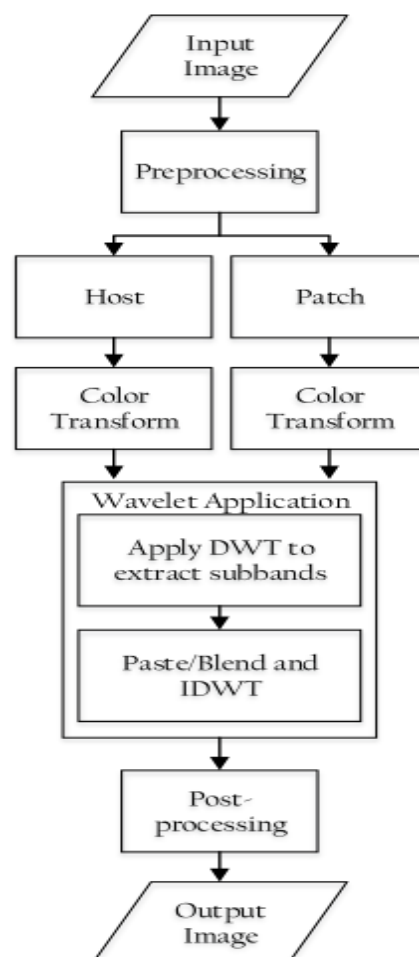 Input
Image
Preprocessing
Host
Patch
Color
Transform
Color
Transform
Wavelet Application
Apply DWT to
extract subbands
Paste/Blend and
IDWT
Post-
processing
Output
Image